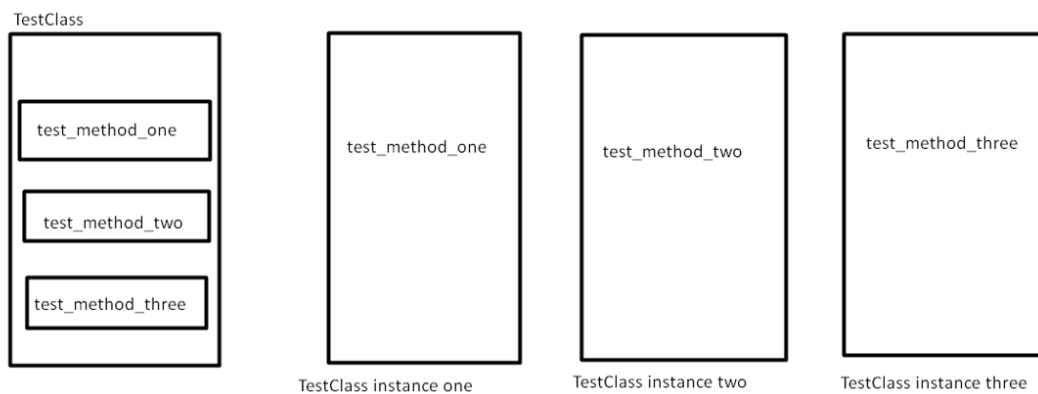 TestClass
test_method_one
test_method_two
test_method_three
test_method_one
TestClass instance one
test_method_two
TestClass instance two
test_method_three
TestClass instance three